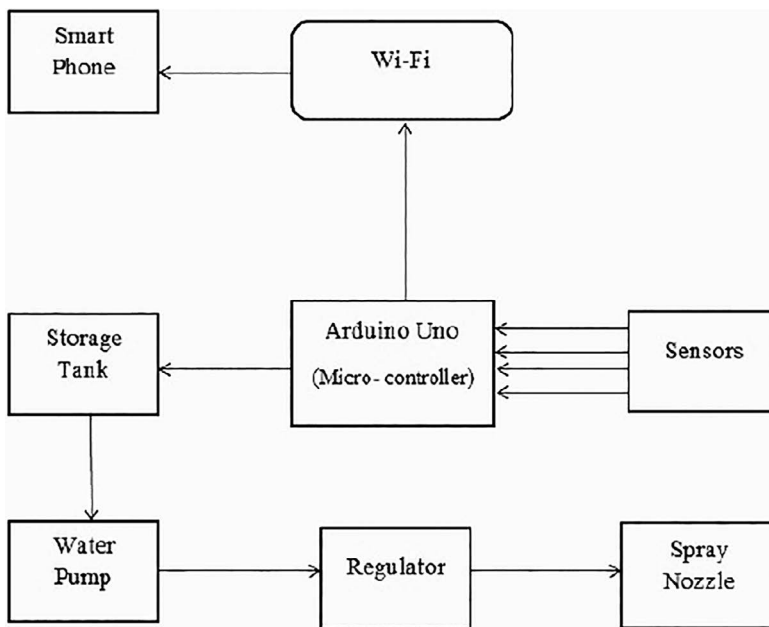 Smart
Phone
Wi-Fi
Storage
Tank
Arduino Uno
(Micro- controller)
Sensors
Water
Pump
Regulator
Spray
Nozzle